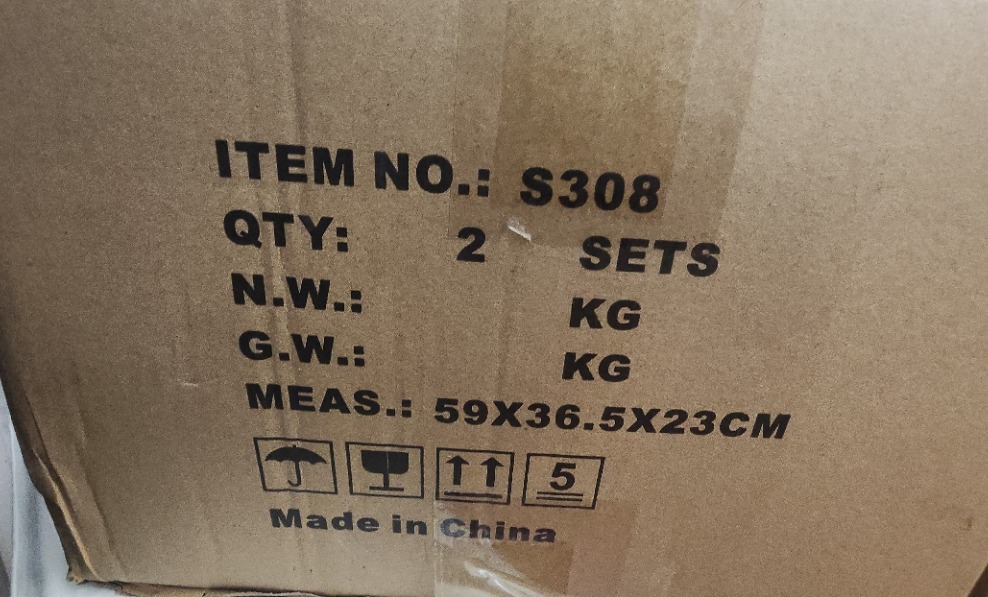 ITEM NO.: S308
QTY: 2 SETS
N.W.: KG
G.W.: KG
MEAS.: 59X36.5X23CM
5
Made in China